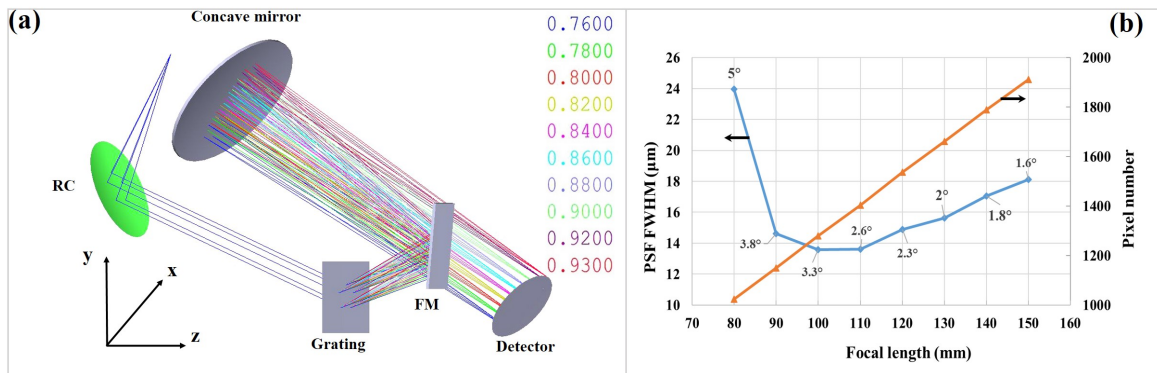 (a)
Concave mirror
0.7600
0.7800
0.8000
0.8200
0.8400
0.8600
0.8800
0.9000
0.9200
0.9300
RC
y
x
z
FM
Grating
Detector
(b)
26
24
22
20
18
16
14
12
10
PSF FWHM (µm)
2000
1800
1600
1400
1200
1000
Pixel number
5°
3.8°
3.3°
2.6°
2.3°
2°
1.8°
1.6°
70 80 90 100 110 120 130 140 150 160
Focal length (mm)